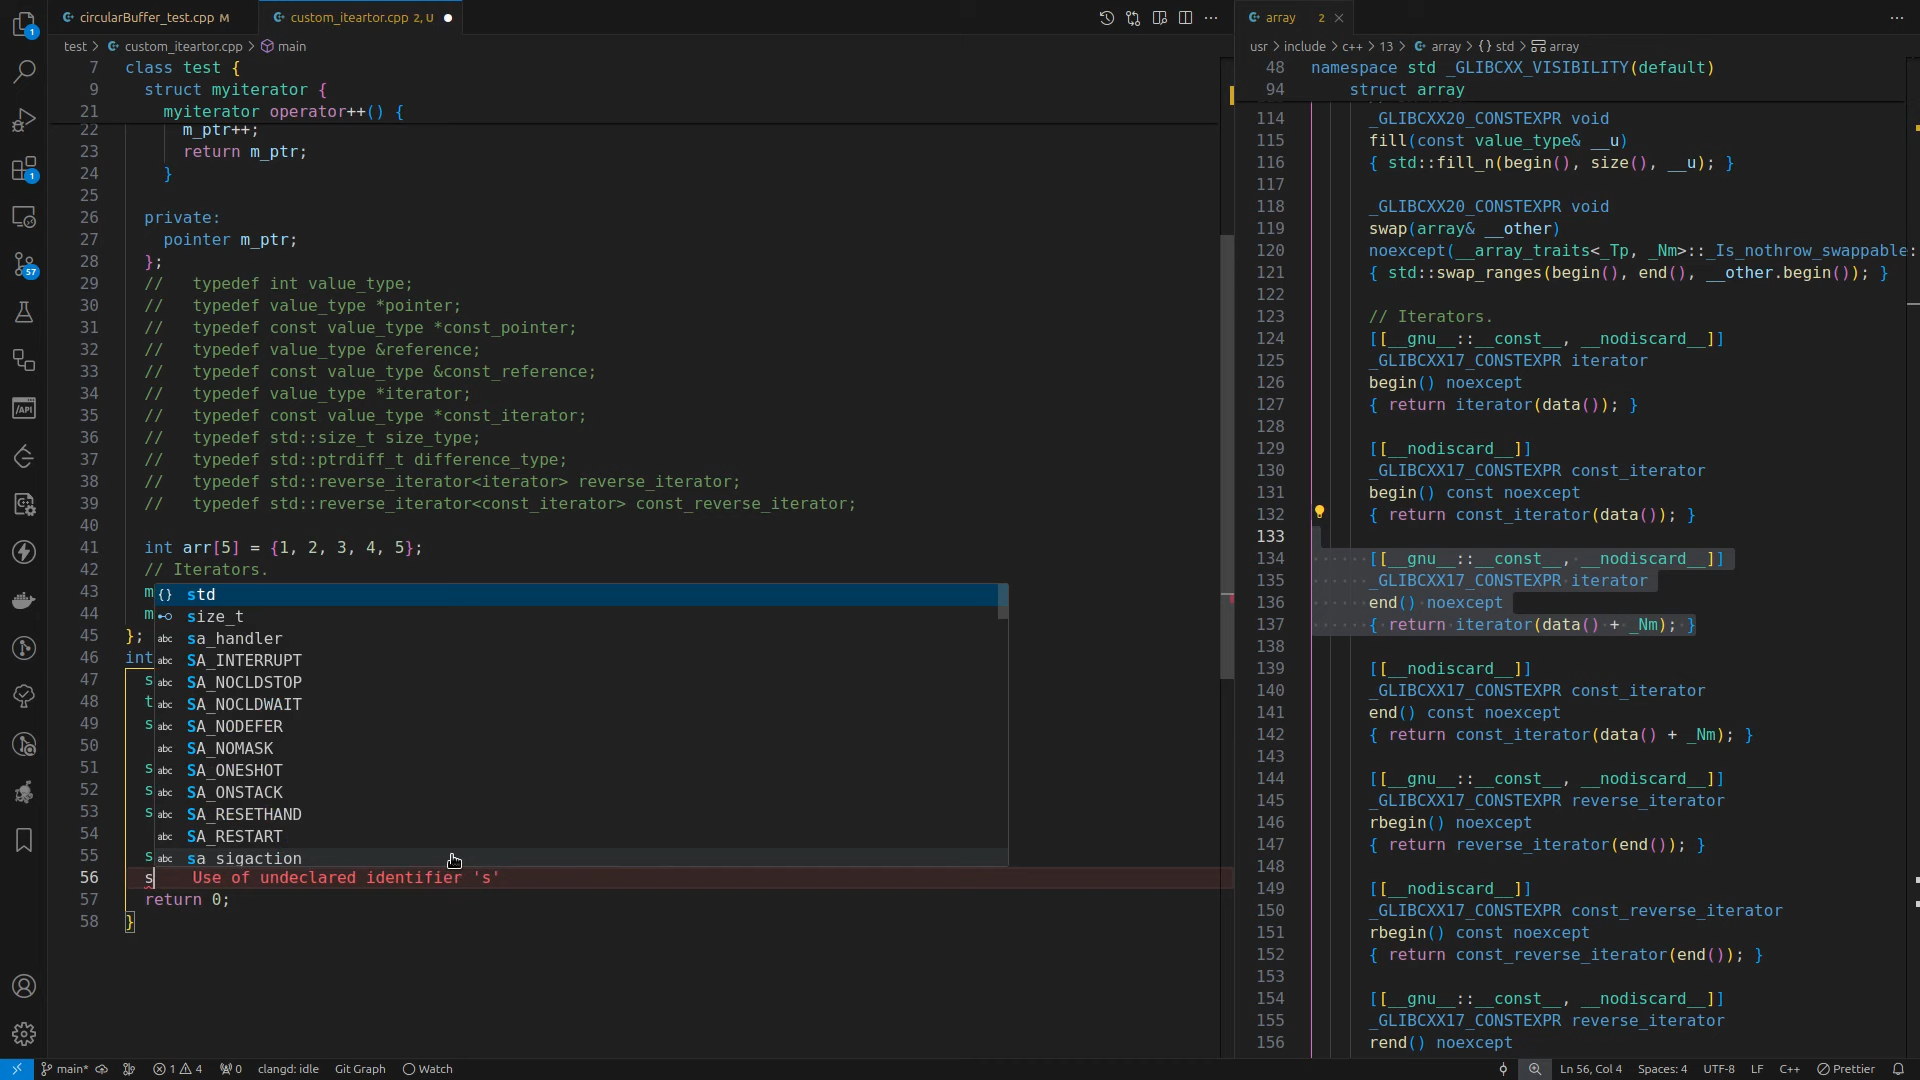 circularBuffer_test.cpp M
custom_iteartor.cpp 2, U
array 2
test > custom_iteartor.cpp > main
usr > include > c++ > 13 > array > {} std > array
7 class test {
9 struct myiterator {
21 myiterator operator++() {
22 m_ptr++;
23 return m_ptr;
24 }
25
26 private:
27 pointer m_ptr;
28 };
29 // typedef int value_type;
30 // typedef value_type *pointer;
31 // typedef const value_type *const_pointer;
32 // typedef value_type &reference;
33 // typedef const value_type &const_reference;
34 // typedef value_type *iterator;
35 // typedef const value_type *const_iterator;
36 // typedef std::size_t size_type;
37 // typedef std::ptrdiff_t difference_type;
38 // typedef std::reverse_iterator<iterator> reverse_iterator;
39 // typedef std::reverse_iterator<const_iterator> const_reverse_iterator;
40
41 int arr[5] = {1, 2, 3, 4, 5};
42 // Iterators.
43 m
44 m
45 };
46 int
47 s
48 t
49 s
50
51 s
52 s
53 s
54
55 s
56 s Use of undeclared identifier 's'
57 return 0;
58 }
{} std
size_t
abc sa_handler
abc SA_INTERRUPT
abc SA_NOCLDSTOP
abc SA_NOCLDWAIT
abc SA_NODEFER
abc SA_NOMASK
abc SA_ONESHOT
abc SA_ONSTACK
abc SA_RESETHAND
abc SA_RESTART
abc sa_sigaction
48 namespace std _GLIBCXX_VISIBILITY(default)
94 struct array
114 _GLIBCXX20_CONSTEXPR void
115 fill(const value_type& __u)
116 { std::fill_n(begin(), size(), __u); }
117
118 _GLIBCXX20_CONSTEXPR void
119 swap(array& __other)
120 noexcept(__array_traits<_Tp, _Nm>::_Is_nothrow_swappable:
121 { std::swap_ranges(begin(), end(), __other.begin()); }
122
123 // Iterators.
124 [[__gnu__::__const__, __nodiscard__]]
125 _GLIBCXX17_CONSTEXPR iterator
126 begin() noexcept
127 { return iterator(data()); }
128
129 [[__nodiscard__]]
130 _GLIBCXX17_CONSTEXPR const_iterator
131 begin() const noexcept
132 { return const_iterator(data()); }
133
134 [[__gnu__::__const__, __nodiscard__]]
135 _GLIBCXX17_CONSTEXPR iterator
136 end() noexcept
137 { return iterator(data() + _Nm); }
138
139 [[__nodiscard__]]
140 _GLIBCXX17_CONSTEXPR const_iterator
141 end() const noexcept
142 { return const_iterator(data() + _Nm); }
143
144 [[__gnu__::__const__, __nodiscard__]]
145 _GLIBCXX17_CONSTEXPR reverse_iterator
146 rbegin() noexcept
147 { return reverse_iterator(end()); }
148
149 [[__nodiscard__]]
150 _GLIBCXX17_CONSTEXPR const_reverse_iterator
151 rbegin() const noexcept
152 { return const_reverse_iterator(end()); }
153
154 [[__gnu__::__const__, __nodiscard__]]
155 _GLIBCXX17_CONSTEXPR reverse_iterator
156 rend() noexcept
1
1
57
/API
main* 1 4 0 clangd: idle Git Graph Watch
Ln 56, Col 4 Spaces: 4 UTF-8 LF C++ Prettier